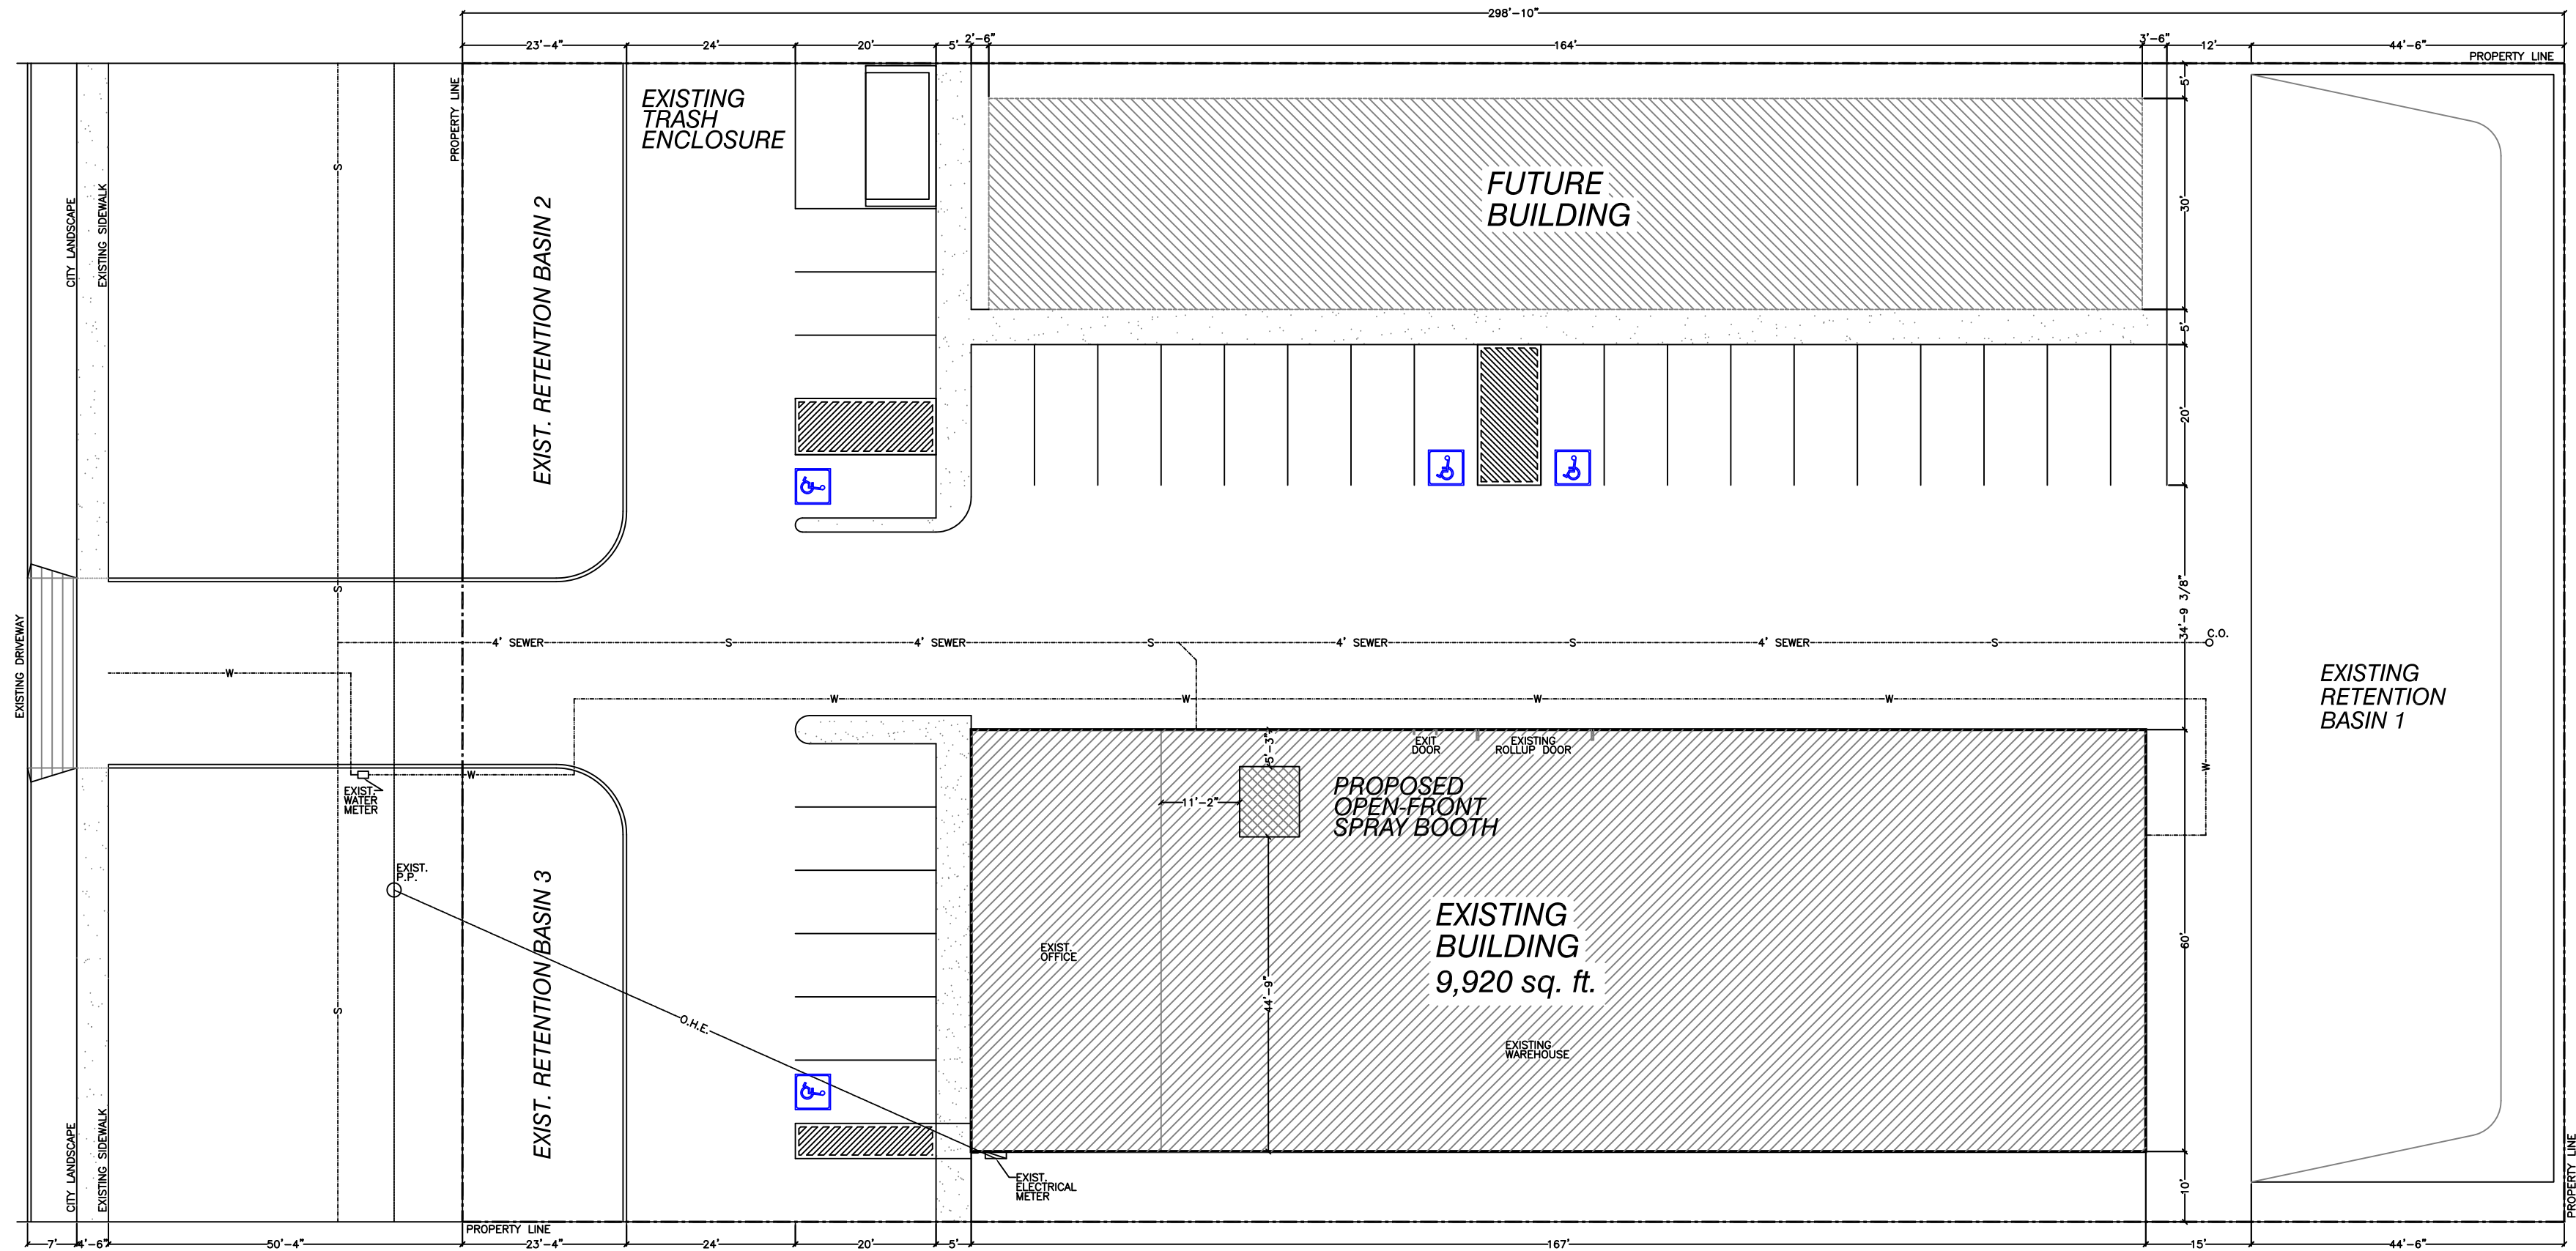 298'-10"
23'-4"
24'
20'
5'
2'-6"
164'
3'-6"
12'
44'-6"
PROPERTY LINE
PROPERTY LINE
5'
EXISTING
TRASH
ENCLOSURE
S
FUTURE
BUILDING
30'
CITY LANDSCAPE
EXISTING SIDEWALK
EXIST. RETENTION BASIN 2
5'
20'
S
34'-9 3/8"
EXISTING DRIVEWAY
4' SEWER
S
4' SEWER
S
4' SEWER
S
4' SEWER
S
C.O.
W
W
W
W
W
EXISTING
RETENTION
BASIN 1
5'-3"
EXIT
DOOR
EXISTING
ROLLUP DOOR
W
W
EXIST.
WATER
METER
11'-2"
PROPOSED
OPEN-FRONT
SPRAY BOOTH
EXIST.
P.P.
EXIST. RETENTION BASIN 3
EXISTING
BUILDING
9,920 sq. ft.
EXIST.
OFFICE
60'
44'-9"
S
O.H.E.
EXISTING
WAREHOUSE
CITY LANDSCAPE
EXISTING SIDEWALK
EXIST.
ELECTRICAL
METER
10'
PROPERTY LINE
PROPERTY LINE
7'
4'-6"
50'-4"
23'-4"
24'
20'
5'
167'
15'
44'-6"